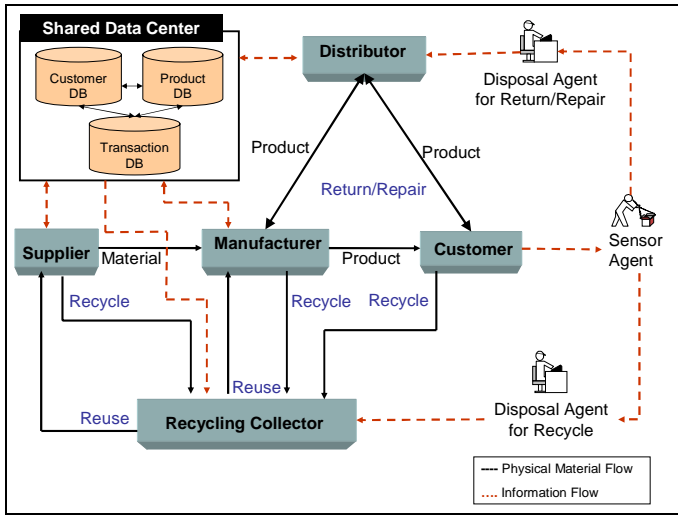 Shared Data Center
Customer
DB
Product
DB
Transaction
DB
Distributor
Disposal Agent
for Return/Repair
Product
Product
Return/Repair
Supplier
Material
Manufacturer
Product
Customer
Sensor
Agent
Recycle
Recycle
Recycle
Reuse
Reuse
Recycling Collector
Disposal Agent
for Recycle
Physical Material Flow
Information Flow